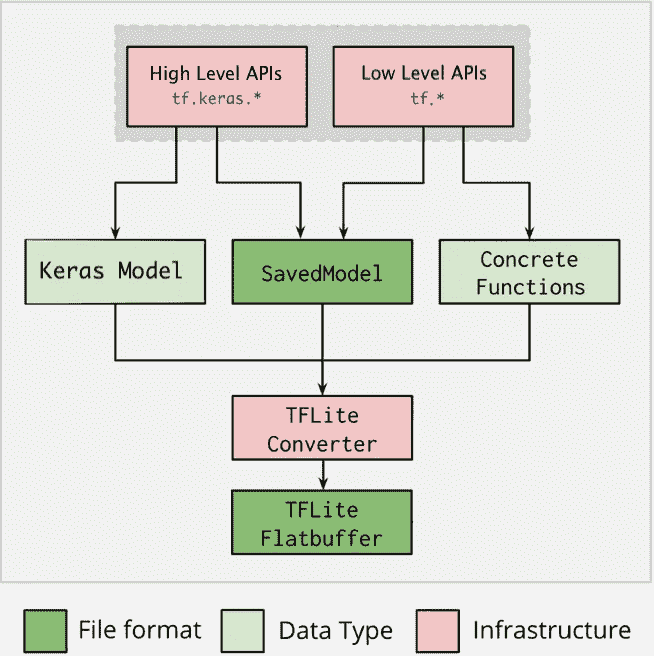 High Level APIs
tf.keras.*
Low Level APIs
tf.*
Keras Model
SavedModel
Concrete
Functions
TFLite
Converter
TFLite
Flatbuffer
File format
Data Type
Infrastructure